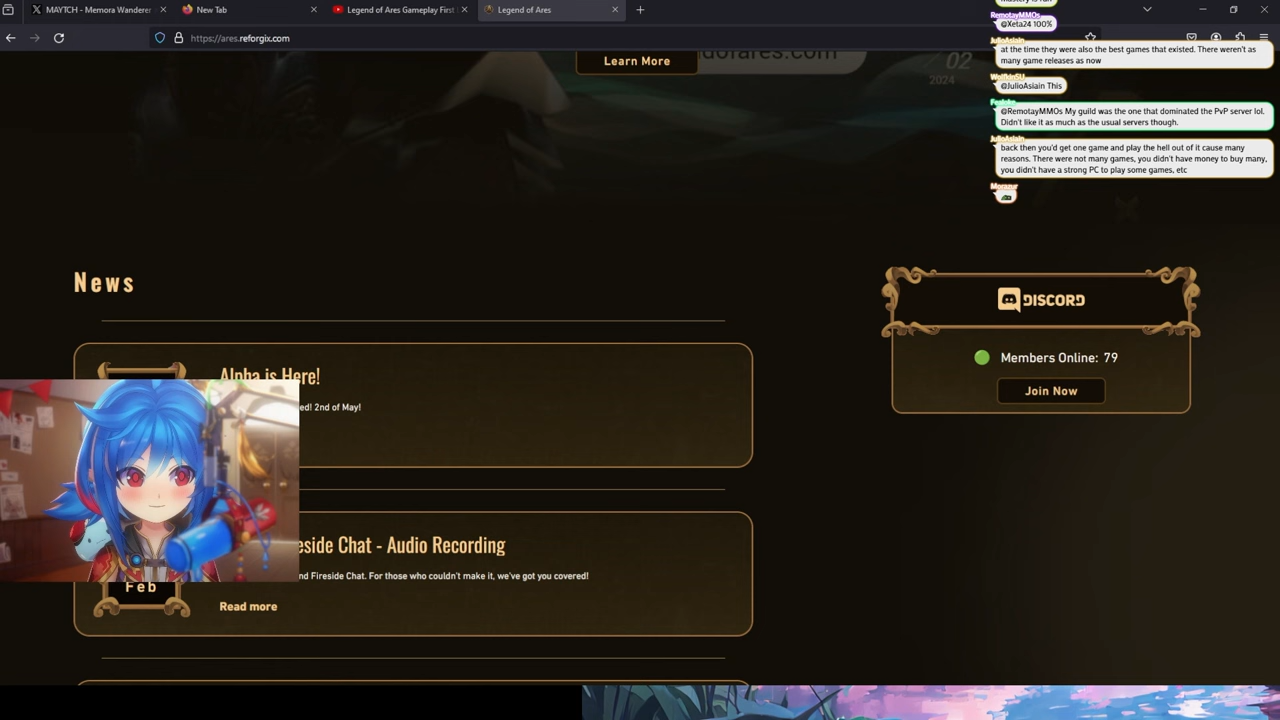 MAYTCH - Memora Wanderer
New Tab
Legend of Ares Gameplay First
Legend of Ares
https://ares.reforgix.com
Learn More
02
2024
RemotayMMOs
@Xeta24 100%
JulioAsiain
at the time they were also the best games that existed. There weren't as
many game releases as now
WolfkinSU
@JulioAsiain This
@RemotayMMOs My guild was the one that dominated the PvP server lol.
Didn't like it as much as the usual servers though.
JulioAsiain
back then you'd get one game and play the hell out of it cause many
reasons. There were not many games, you didn't have money to buy many,
you didn't have a strong PC to play some games, etc
Morazur
News
DISCORD
Members Online: 79
Join Now
Alpha is Here!
ed! 2nd of May!
eside Chat - Audio Recording
nd Fireside Chat. For those who couldn't make it, we've got you covered!
Feb
Read more